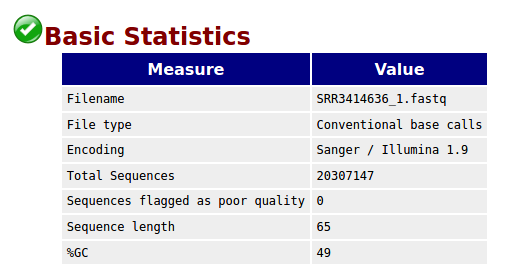 Basic Statistics
Measure Value
Filename SRR3414636_1.fastq
File type Conventional base calls
Encoding Sanger / Illumina 1.9
Total Sequences 20307147
Sequences flagged as poor quality 0
Sequence length 65
%GC 49